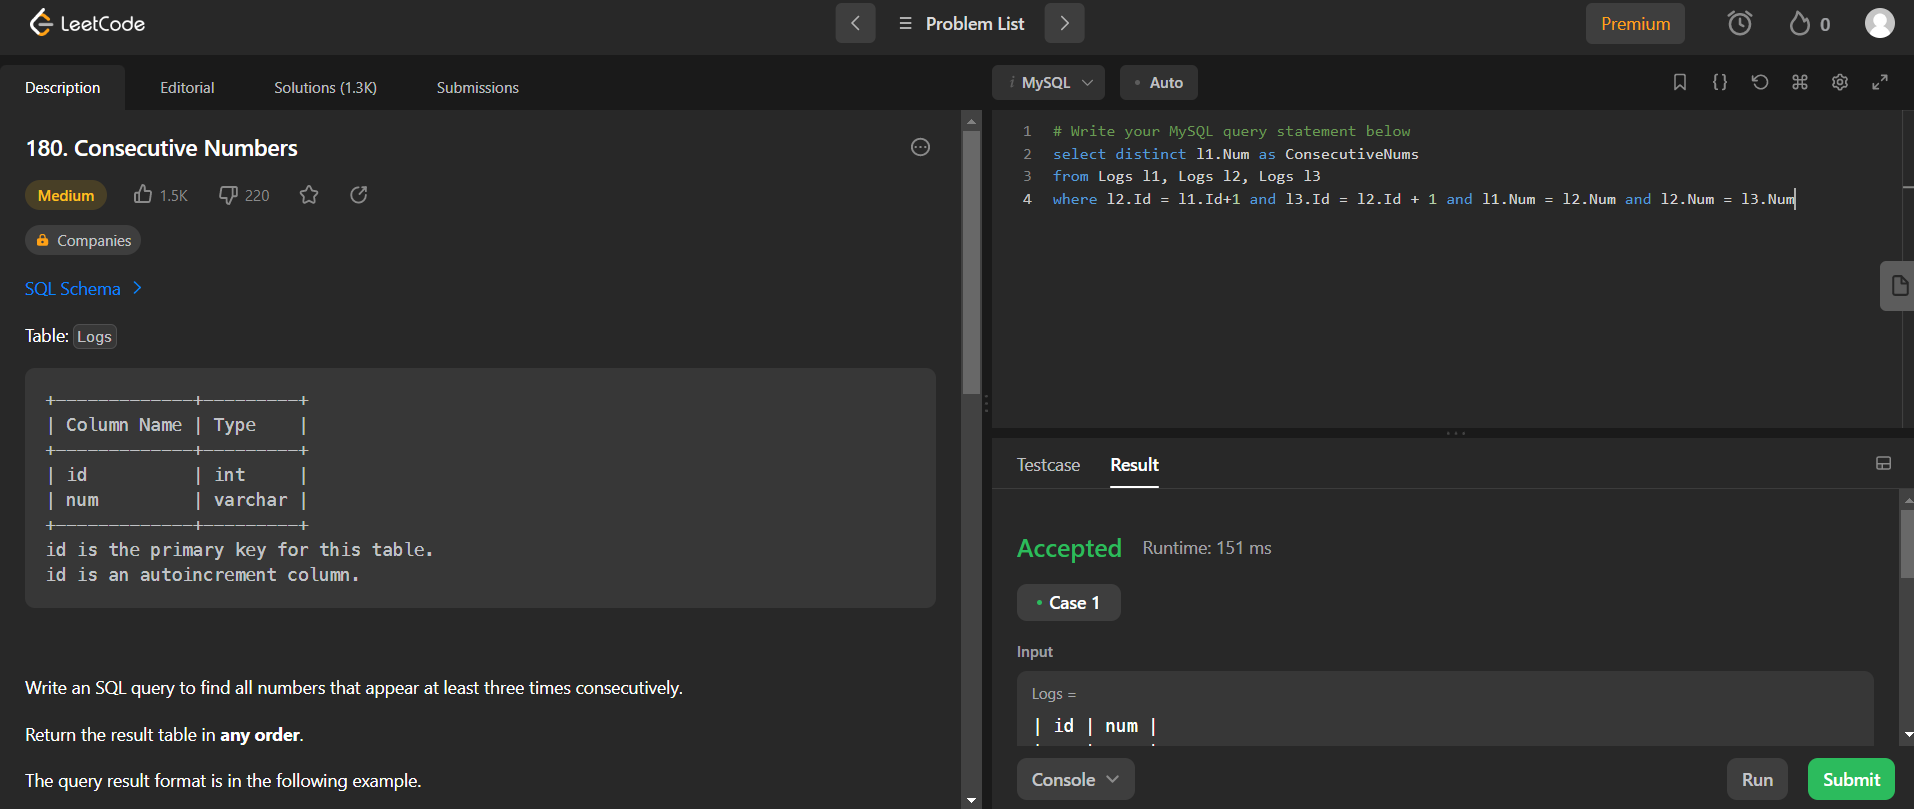 LeetCode
Problem List
Premium
0
Description
Editorial
Solutions (1.3K)
Submissions
180. Consecutive Numbers
Medium
1.5K
220
Companies
SQL Schema
Table: Logs
+-------------+---------+
| Column Name | Type    |
+-------------+---------+
| id          | int     |
| num         | varchar |
+-------------+---------+
id is the primary key for this table.
id is an autoincrement column.
Write an SQL query to find all numbers that appear at least three times consecutively.
Return the result table in any order.
The query result format is in the following example.
i MySQL
• Auto
{}
1 # Write your MySQL query statement below
2 select distinct l1.Num as ConsecutiveNums
3 from Logs l1, Logs l2, Logs l3
4 where l2.Id = l1.Id+1 and l3.Id = l2.Id + 1 and l1.Num = l2.Num and l2.Num = l3.Num
Testcase
Result
Accepted
Runtime: 151 ms
• Case 1
Input
Logs =
| id | num |
Console
Run
Submit